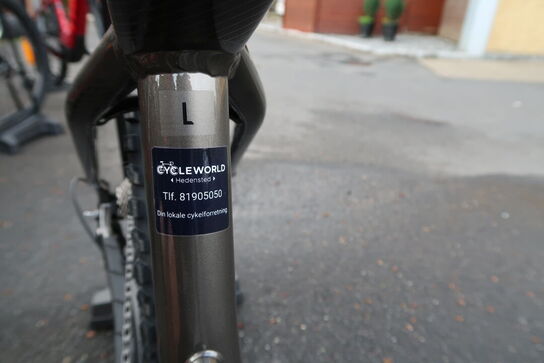 L
CYCLEWORLD
Hedensted
Tlf. 81905050
Din lokale cykelforretning